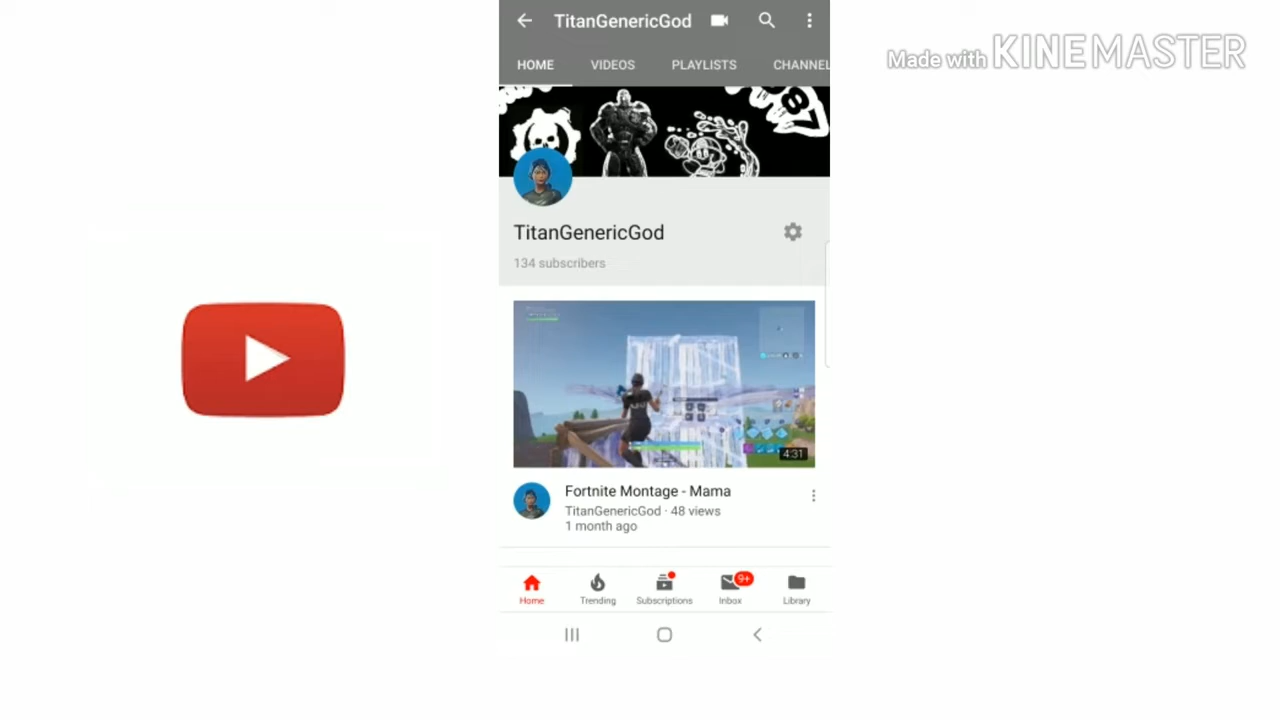 TitanGenericGod
Made with KINEMASTER
HOME VIDEOS PLAYLISTS CHANNEL
87
TitanGenericGod
134 subscribers
4:31
Fortnite Montage - Mama
TitanGenericGod · 48 views
1 month ago
9+
Home Trending Subscriptions Inbox Library